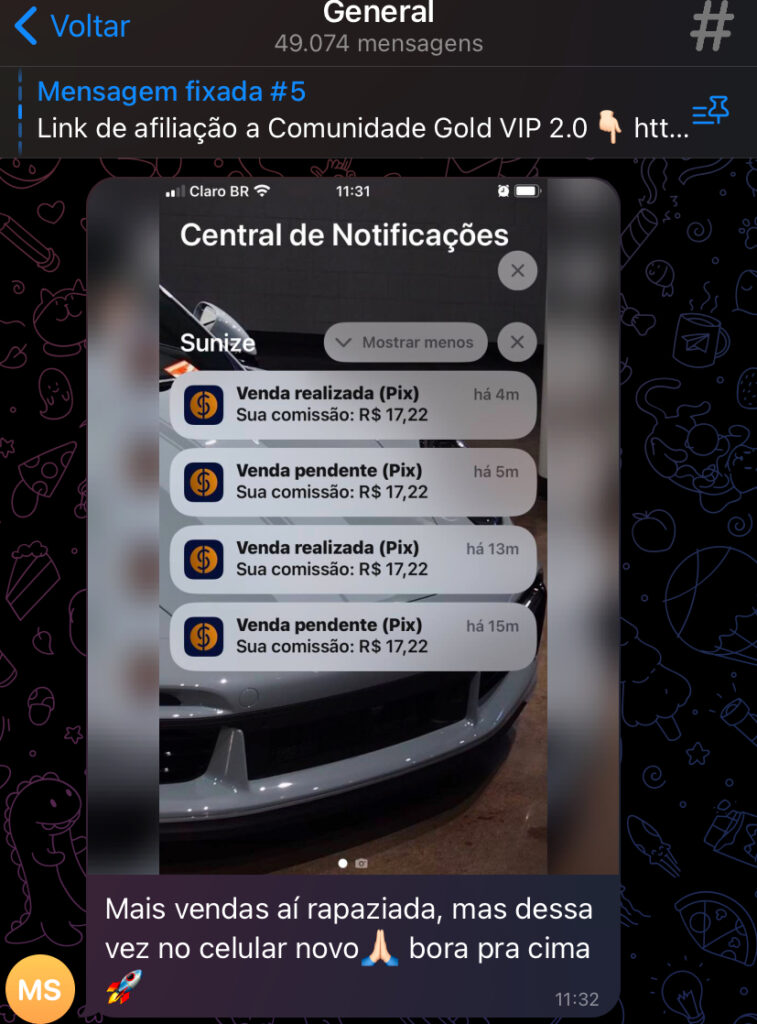 Voltar
General
49.074 mensagens
#
Mensagem fixada #5
Link de afiliação a Comunidade Gold VIP 2.0 👇🏻 htt...
Claro BR
11:31
Central de Notificações
Sunize
Mostrar menos
Venda realizada (Pix)
há 4m
Sua comissão: R$ 17,22
Venda pendente (Pix)
há 5m
Sua comissão: R$ 17,22
Venda realizada (Pix)
há 13m
Sua comissão: R$ 17,22
Venda pendente (Pix)
há 15m
Sua comissão: R$ 17,22
Mais vendas aí rapaziada, mas dessa
vez no celular novo🙏🏻 bora pra cima
🚀
MS
11:32